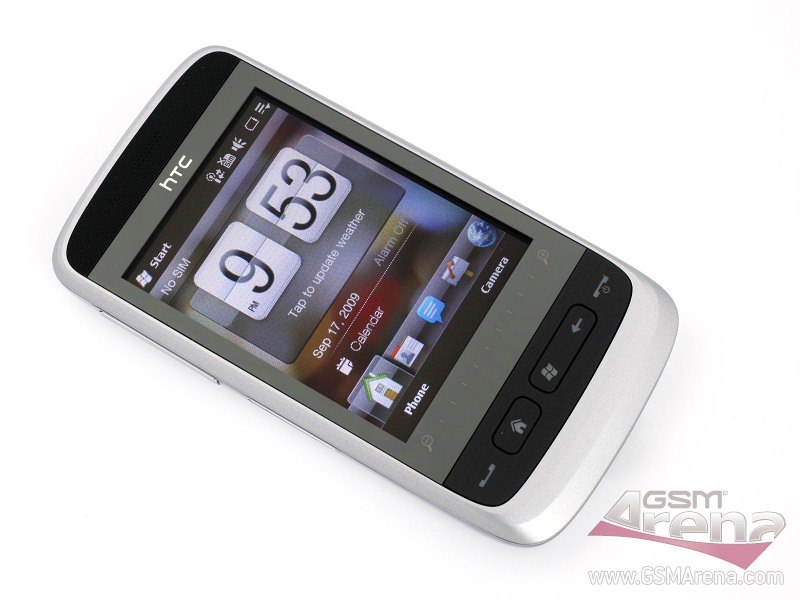 hTC
Start
No SIM
9 53
PM
Tap to update weather
Sep 17, 2009
Alarm Off
Calendar
Phone
Camera
GSM
Arena
www.GSMArena.com